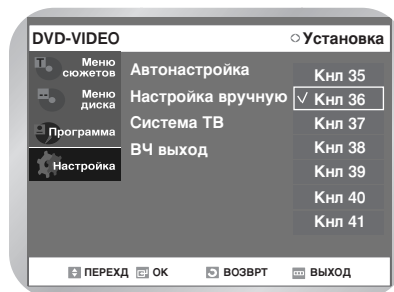 DVD-VIDEO
Установка
Меню сюжетов
Меню диска
Программа
Настройка
Автонастройка
Настройка вручную
Система ТВ
ВЧ выход
Кнл 35
✓ Кнл 36
Кнл 37
Кнл 38
Кнл 39
Кнл 40
Кнл 41
ПЕРЕХД ОК ВОЗВРТ ВЫХОД